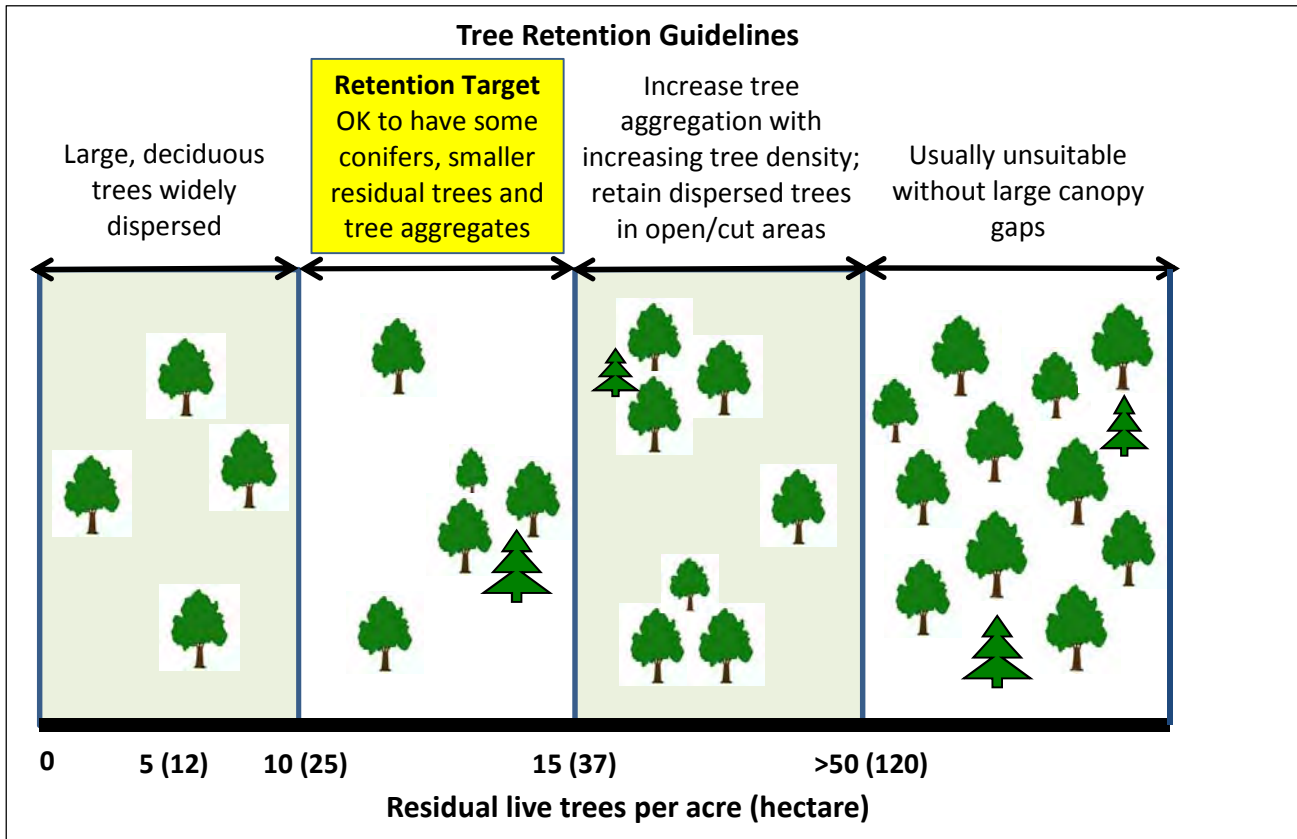 Tree Retention Guidelines
Large, deciduous
trees widely
dispersed
Retention Target
OK to have some
conifers, smaller
residual trees and
tree aggregates
Increase tree
aggregation with
increasing tree density;
retain dispersed trees
in open/cut areas
Usually unsuitable
without large canopy
gaps
0 5 (12) 10 (25) 15 (37) >50 (120)
Residual live trees per acre (hectare)